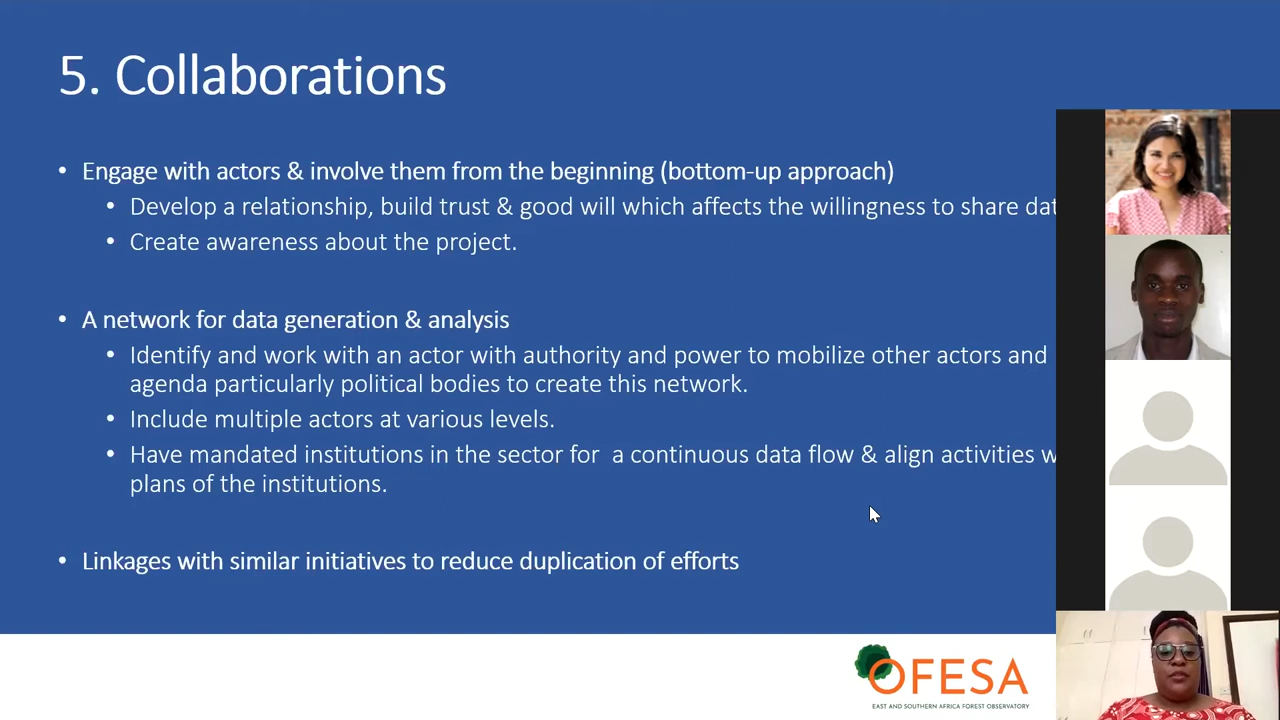 5. Collaborations
• Engage with actors & involve them from the beginning (bottom-up approach)
• Develop a relationship, build trust & good will which affects the willingness to share dat
• Create awareness about the project.
• A network for data generation & analysis
• Identify and work with an actor with authority and power to mobilize other actors and
agenda particularly political bodies to create this network.
• Include multiple actors at various levels.
• Have mandated institutions in the sector for a continuous data flow & align activities w
plans of the institutions.
• Linkages with similar initiatives to reduce duplication of efforts
OFESA
EAST AND SOUTHERN AFRICA FOREST OBSERVATORY